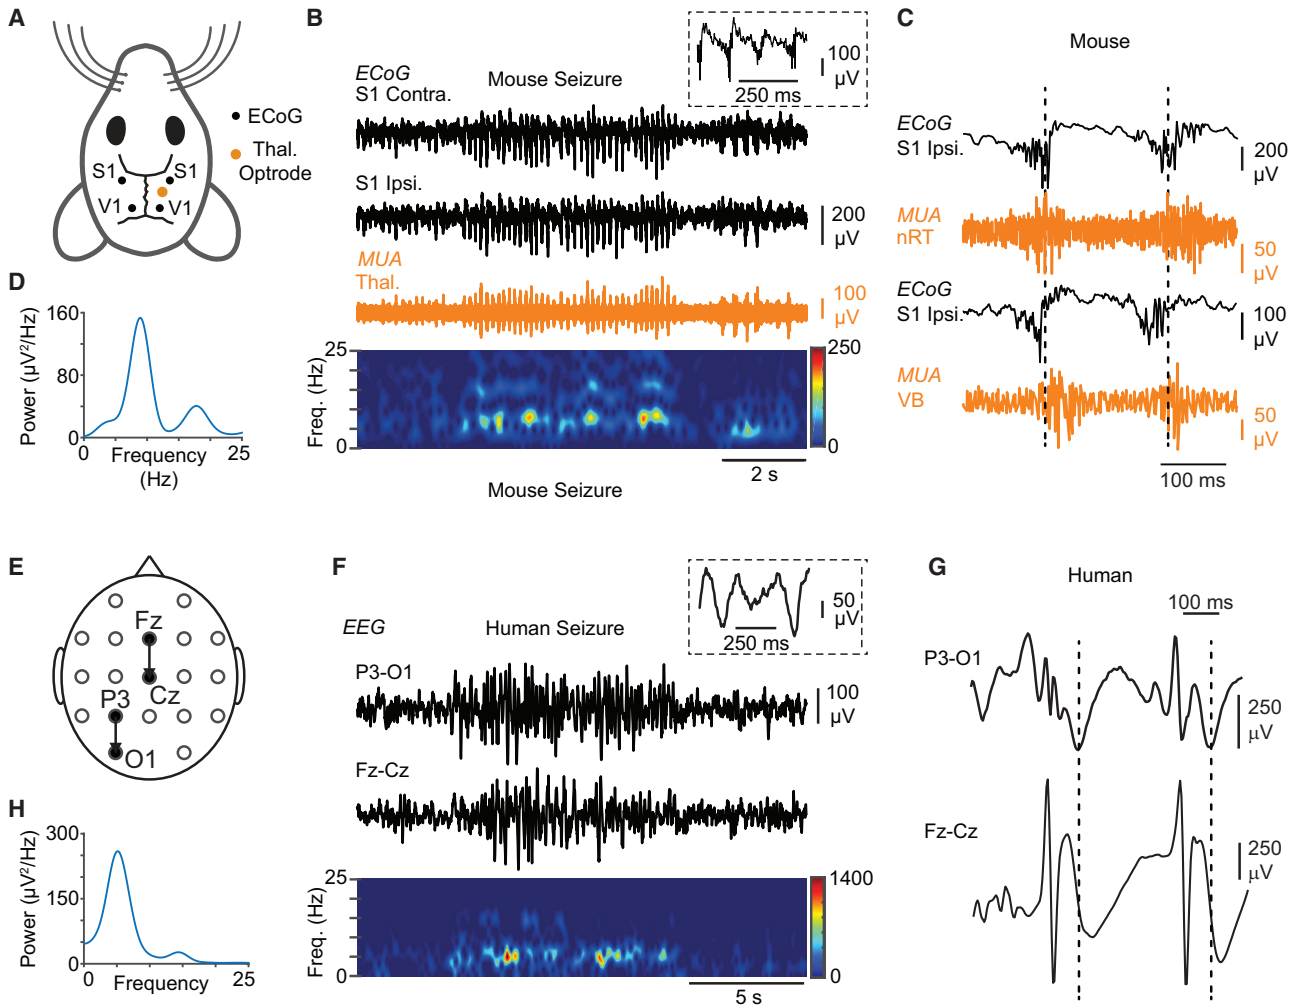 A
ECoG
Thal.
Optrode
S1
S1
V1
V1
B
ECoG
S1 Contra.
Mouse Seizure
100
µV
250 ms
S1 Ipsi.
200
µV
MUA
Thal.
100
µV
25
Freq. (Hz)
0
250
0
2 s
Mouse Seizure
C
Mouse
ECoG
S1 Ipsi.
200
µV
MUA
nRT
50
µV
ECoG
S1 Ipsi.
100
µV
MUA
VB
50
µV
100 ms
D
160
80
0
Power (µV²/Hz)
0
Frequency
25
(Hz)
E
Fz
Cz
P3
O1
F
EEG
Human Seizure
50
µV
250 ms
P3-O1
100
µV
Fz-Cz
25
Freq. (Hz)
0
1400
0
5 s
G
Human
100 ms
P3-O1
250
µV
Fz-Cz
250
µV
H
300
150
0
Power (µV²/Hz)
0
Frequency
25